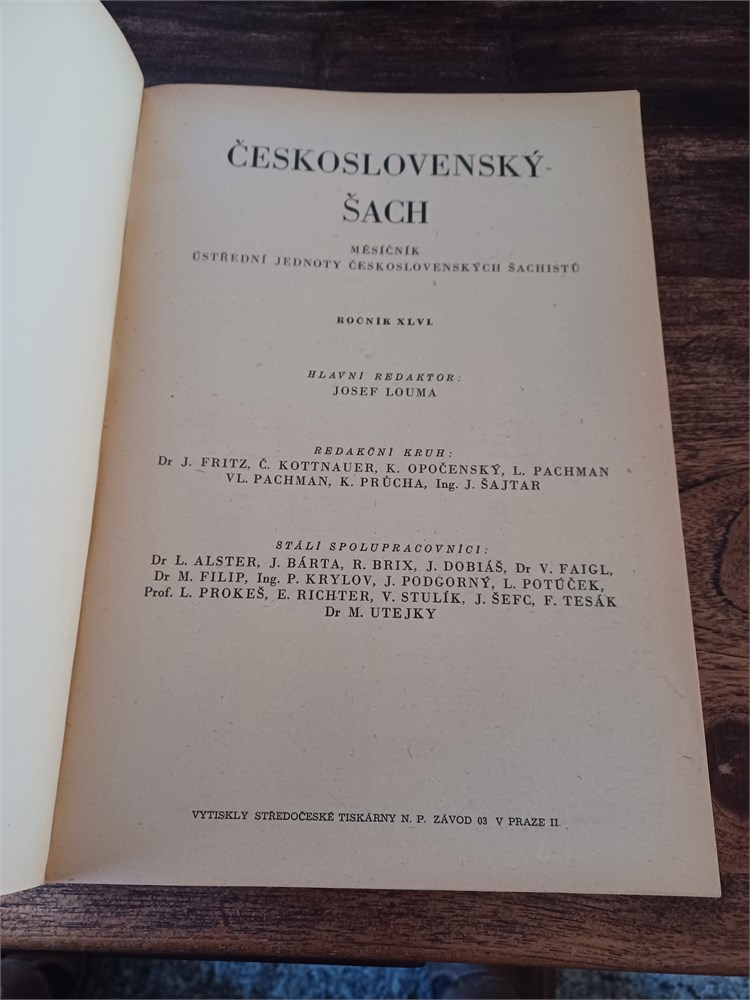 ČESKOSLOVENSKÝ
ŠACH
MĚSÍČNÍK
ÚSTŘEDNÍ JEDNOTY ČESKOSLOVENSKÝCH ŠACHISTŮ
ROČNÍK XLVI.
HLAVNÍ REDAKTOR:
JOSEF LOUMA
REDAKČNÍ KRUH:
Dr J. FRITZ, Č. KOTTNAUER, K. OPOČENSKÝ, L. PACHMAN
VL. PACHMAN, K. PRŮCHA, Ing. J. ŠAJTAR
STÁLÍ SPOLUPRACOVNÍCI:
Dr L. ALSTER, J. BÁRTA, R. BRIX, J. DOBIÁŠ, Dr V. FAIGL,
Dr M. FILIP, Ing. P. KRYLOV, J. PODGORNÝ, L. POTŮČEK,
Prof. L. PROKEŠ, E. RICHTER, V. STULÍK, J. ŠEFC, F. TESÁK
Dr M. UTEJKY
VYTISKLY STŘEDOČESKÉ TISKÁRNY N. P. ZÁVOD 03 V PRAZE II.